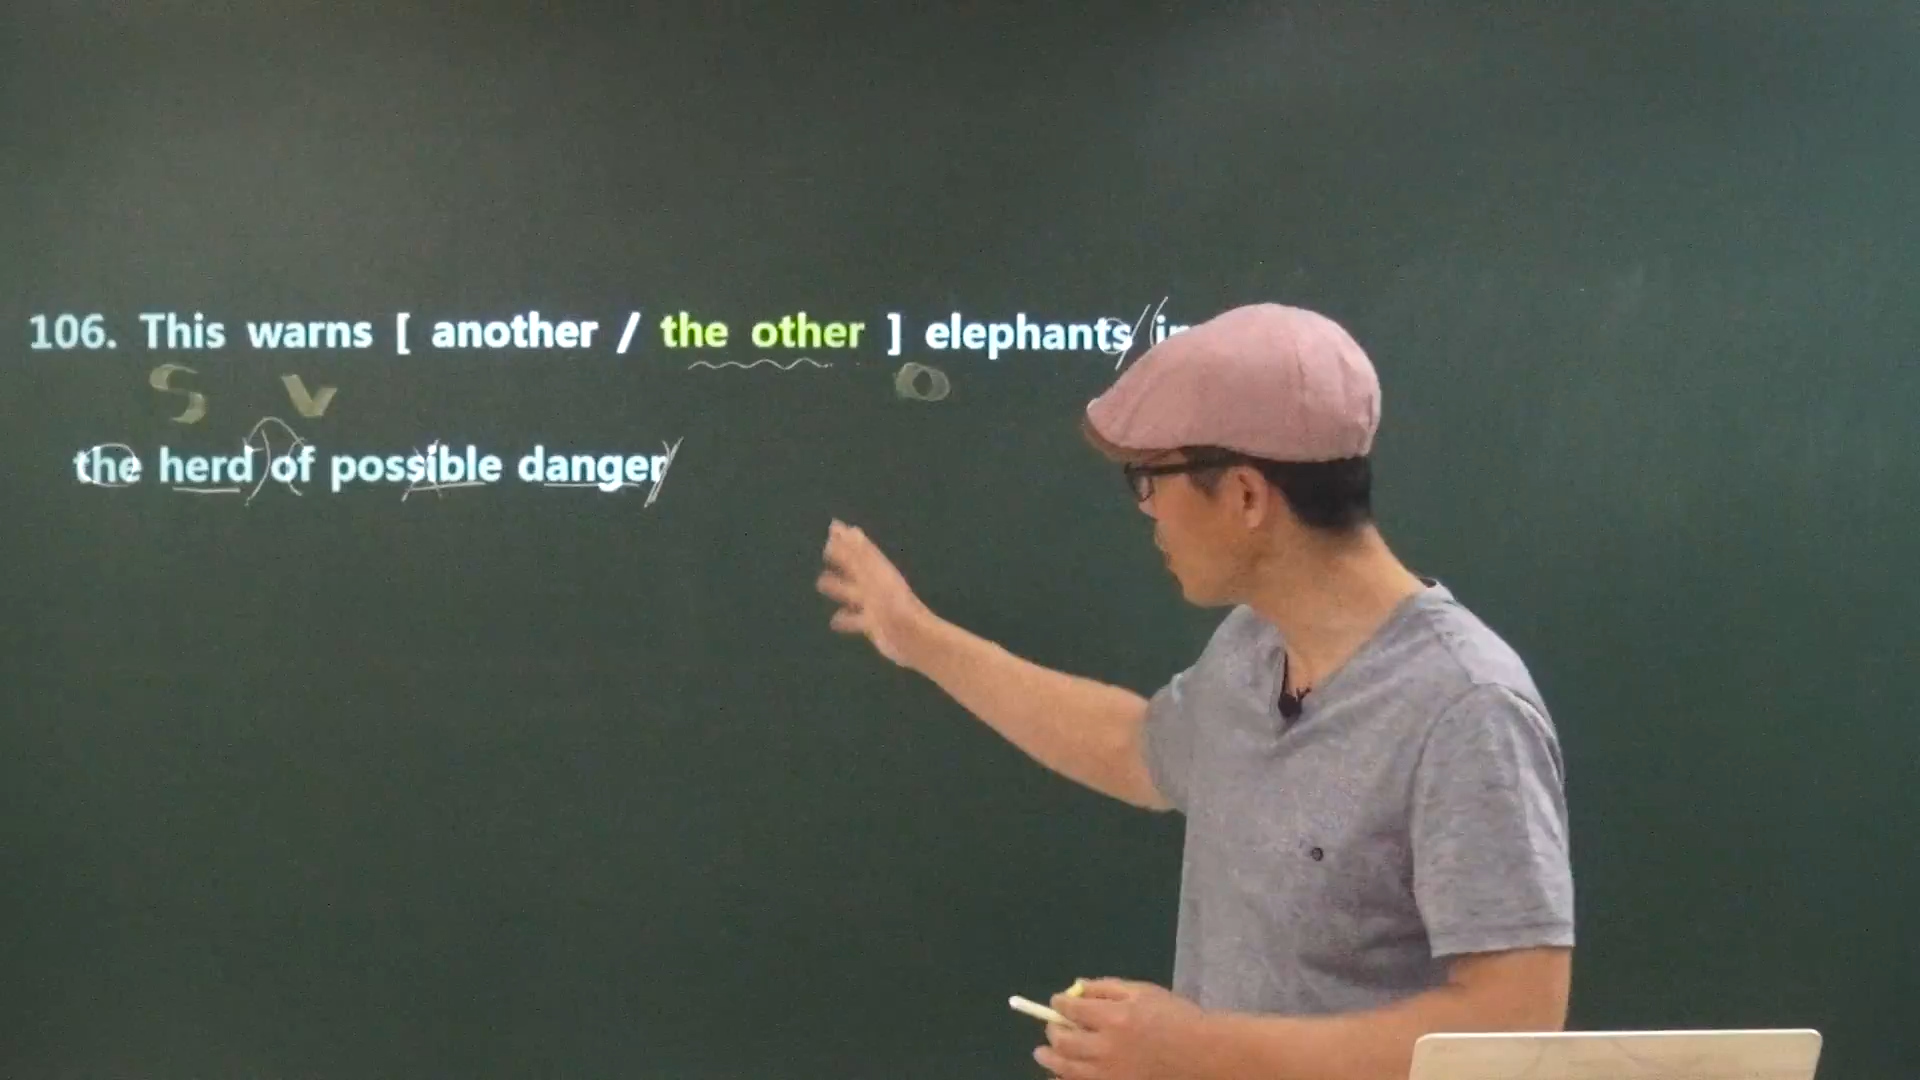 106. This warns [ another / the other ] elephants
S V O
the herd of possible danger